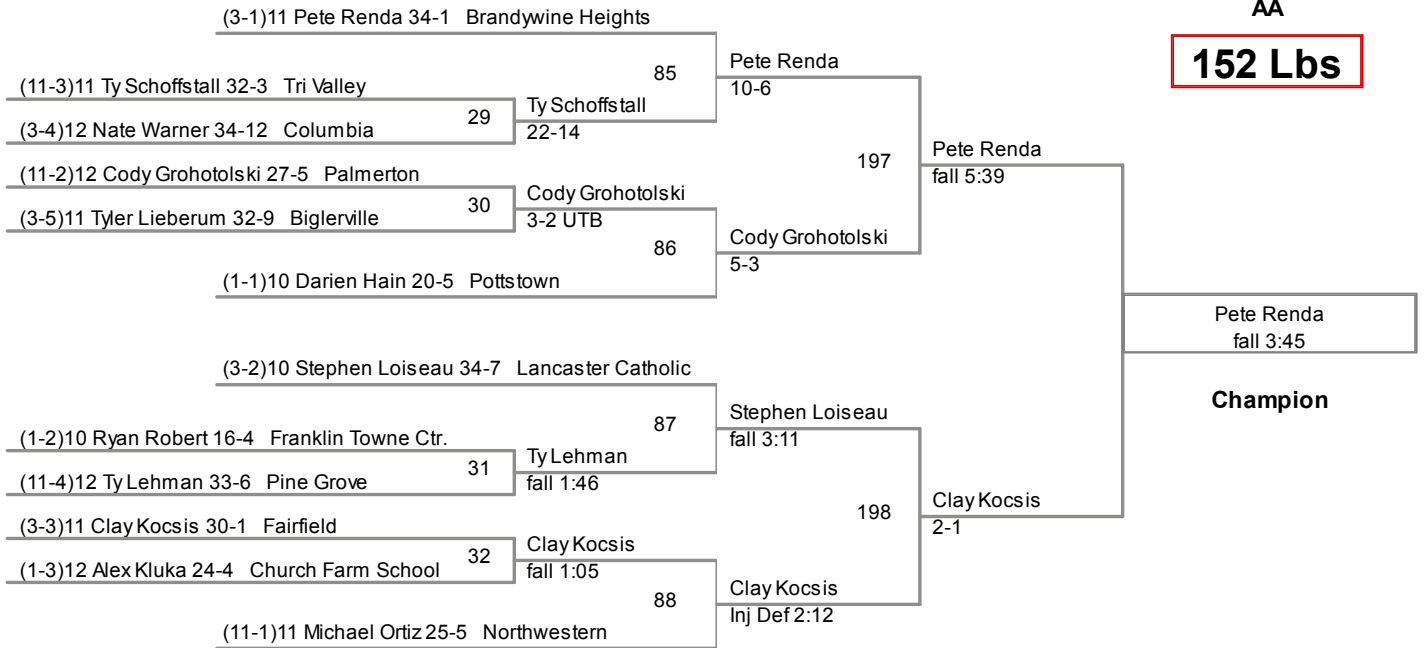 (3-1)11 Pete Renda 34-1 Brandywine Heights
AA
152 Lbs
85
Pete Renda
10-6
(11-3)11 Ty Schoffstall 32-3 Tri Valley
29
Ty Schoffstall
22-14
(3-4)12 Nate Warner 34-12 Columbia
197
Pete Renda
fall 5:39
(11-2)12 Cody Grohotolski 27-5 Palmerton
30
Cody Grohotolski
3-2 UTB
(3-5)11 Tyler Lieberum 32-9 Biglerville
86
Cody Grohotolski
5-3
(1-1)10 Darien Hain 20-5 Pottstown
Pete Renda
fall 3:45
Champion
(3-2)10 Stephen Loiseau 34-7 Lancaster Catholic
87
Stephen Loiseau
fall 3:11
(1-2)10 Ryan Robert 16-4 Franklin Towne Ctr.
31
Ty Lehman
fall 1:46
(11-4)12 Ty Lehman 33-6 Pine Grove
198
Clay Kocsis
2-1
(3-3)11 Clay Kocsis 30-1 Fairfield
32
Clay Kocsis
fall 1:05
(1-3)12 Alex Kluka 24-4 Church Farm School
88
Clay Kocsis
Inj Def 2:12
(11-1)11 Michael Ortiz 25-5 Northwestern